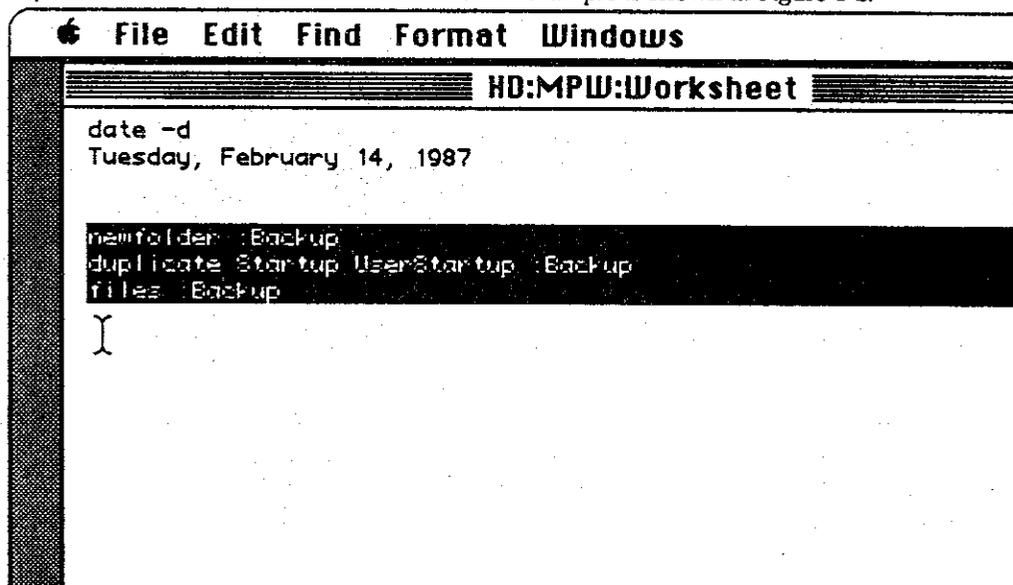 File Edit Find Format Windows
HD:MPW:Worksheet
date -d
Tuesday, February 14, 1987
newfolder :Backup
duplicate Startup UserStartup :Backup
files :Backup